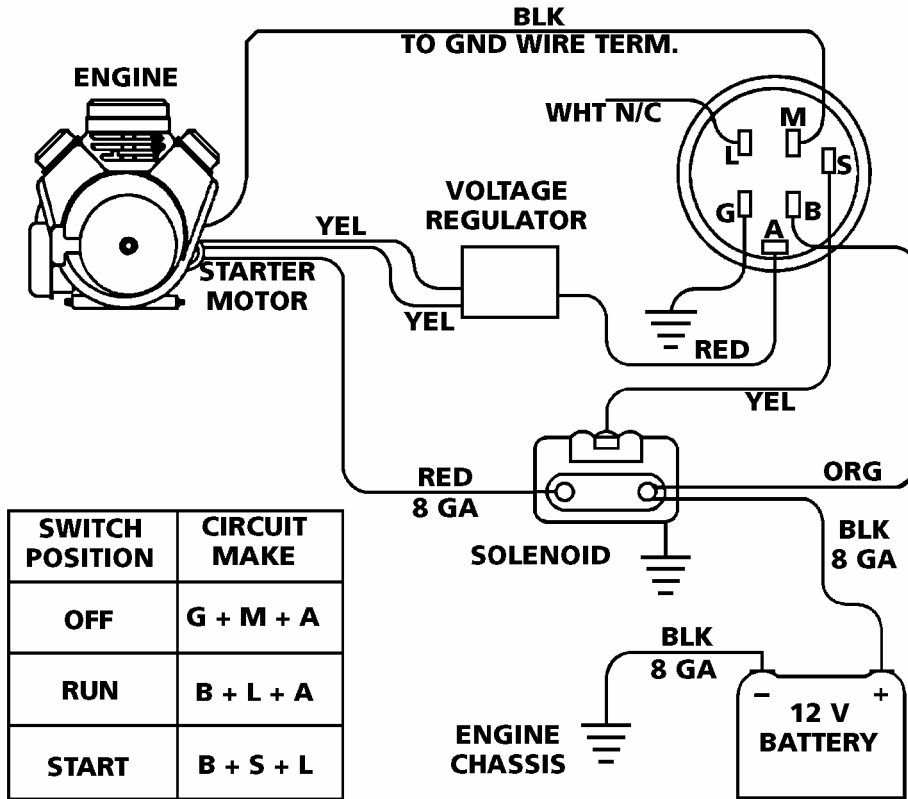 BLK
TO GND WIRE TERM.
ENGINE
WHT N/C
M
L
S
VOLTAGE
REGULATOR
G
B
A
YEL
STARTER
MOTOR
YEL
RED
YEL
RED
8 GA
ORG
SOLENOID
BLK
8 GA
SWITCH
POSITION
CIRCUIT
MAKE
OFF
G + M + A
RUN
B + L + A
START
B + S + L
BLK
8 GA
ENGINE
CHASSIS
– +
12 V
BATTERY